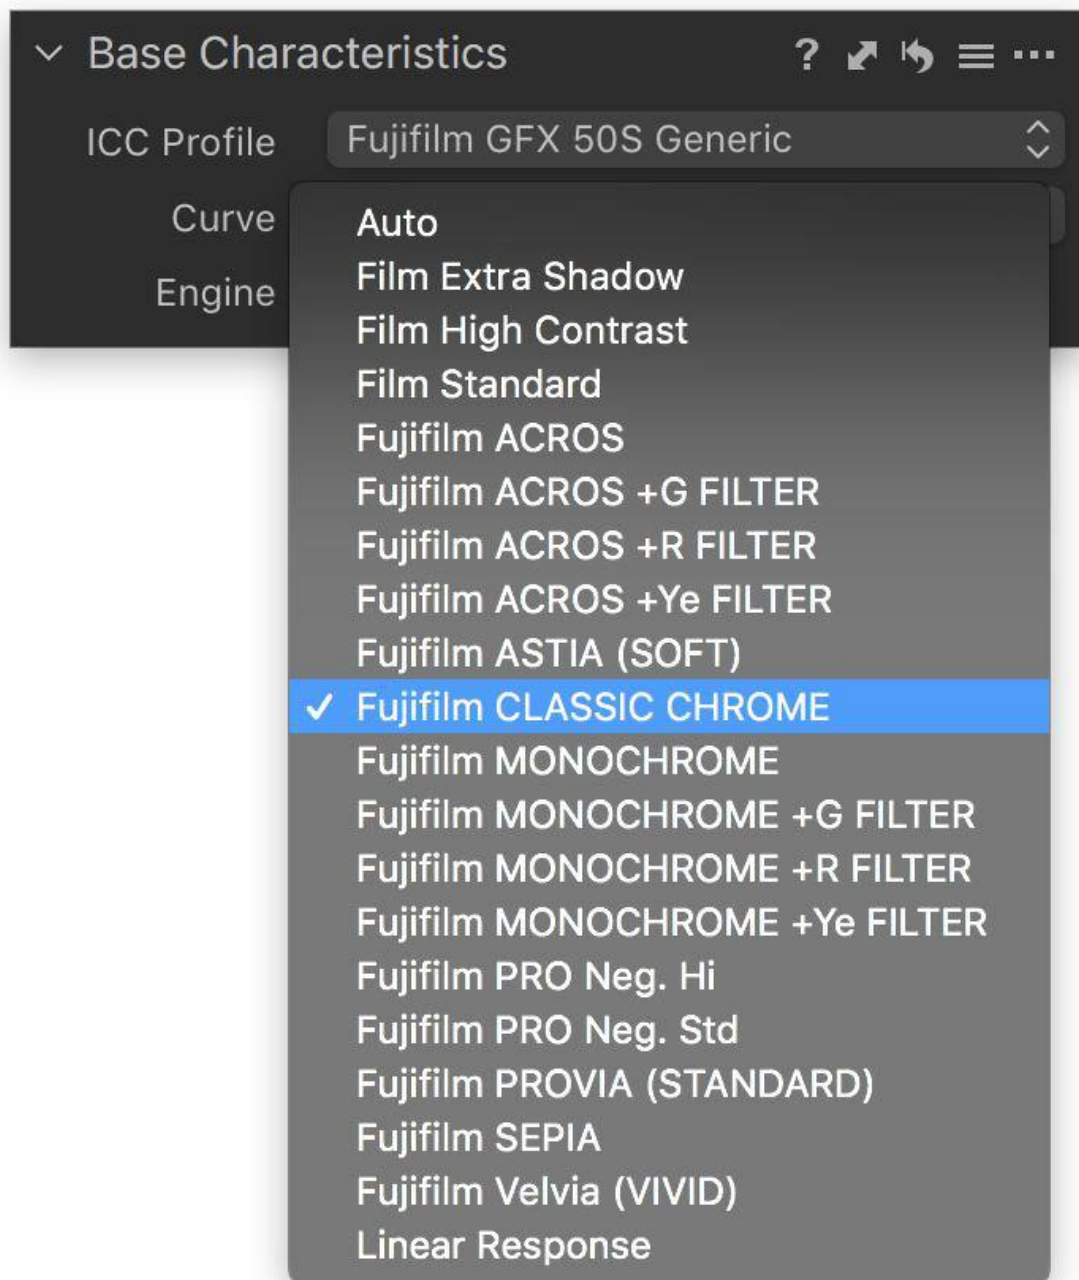 Base Characteristics ? ...
ICC Profile Fujifilm GFX 50S Generic
Curve
Engine
Auto
Film Extra Shadow
Film High Contrast
Film Standard
Fujifilm ACROS
Fujifilm ACROS +G FILTER
Fujifilm ACROS +R FILTER
Fujifilm ACROS +Ye FILTER
Fujifilm ASTIA (SOFT)
Fujifilm CLASSIC CHROME
Fujifilm MONOCHROME
Fujifilm MONOCHROME +G FILTER
Fujifilm MONOCHROME +R FILTER
Fujifilm MONOCHROME +Ye FILTER
Fujifilm PRO Neg. Hi
Fujifilm PRO Neg. Std
Fujifilm PROVIA (STANDARD)
Fujifilm SEPIA
Fujifilm Velvia (VIVID)
Linear Response